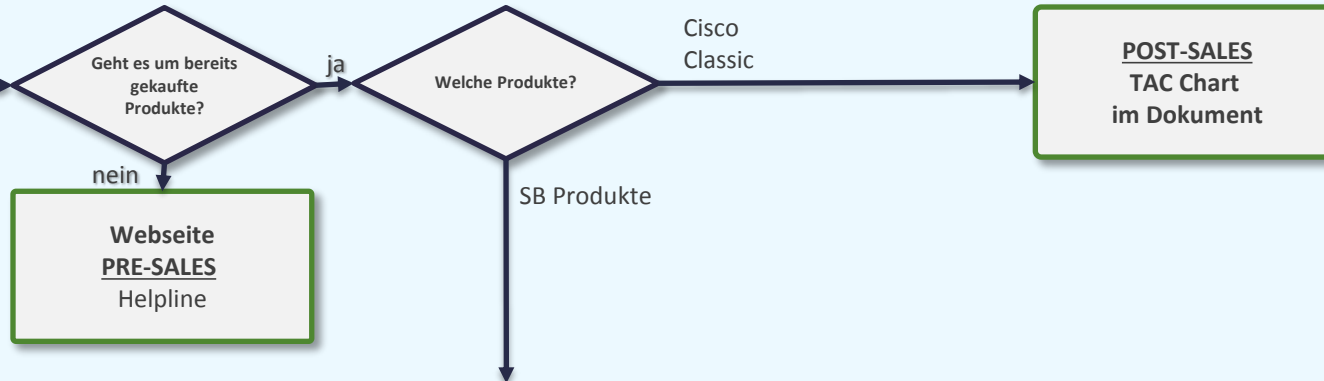 Geht es um bereits
gekaufte
Produkte?
ja
Welche Produkte?
Cisco
Classic
POST-SALES
TAC Chart
im Dokument
nein
SB Produkte
Webseite
PRE-SALES
Helpline